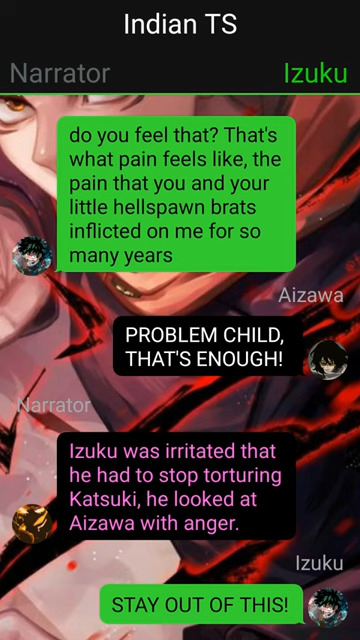 Indian TS
Narrator Izuku
do you feel that? That's
what pain feels like, the
pain that you and your
little hellspawn brats
inflicted on me for so
many years
Aizawa
PROBLEM CHILD,
THAT'S ENOUGH!
Narrator
Izuku was irritated that
he had to stop torturing
Katsuki, he looked at
Aizawa with anger.
Izuku
STAY OUT OF THIS!